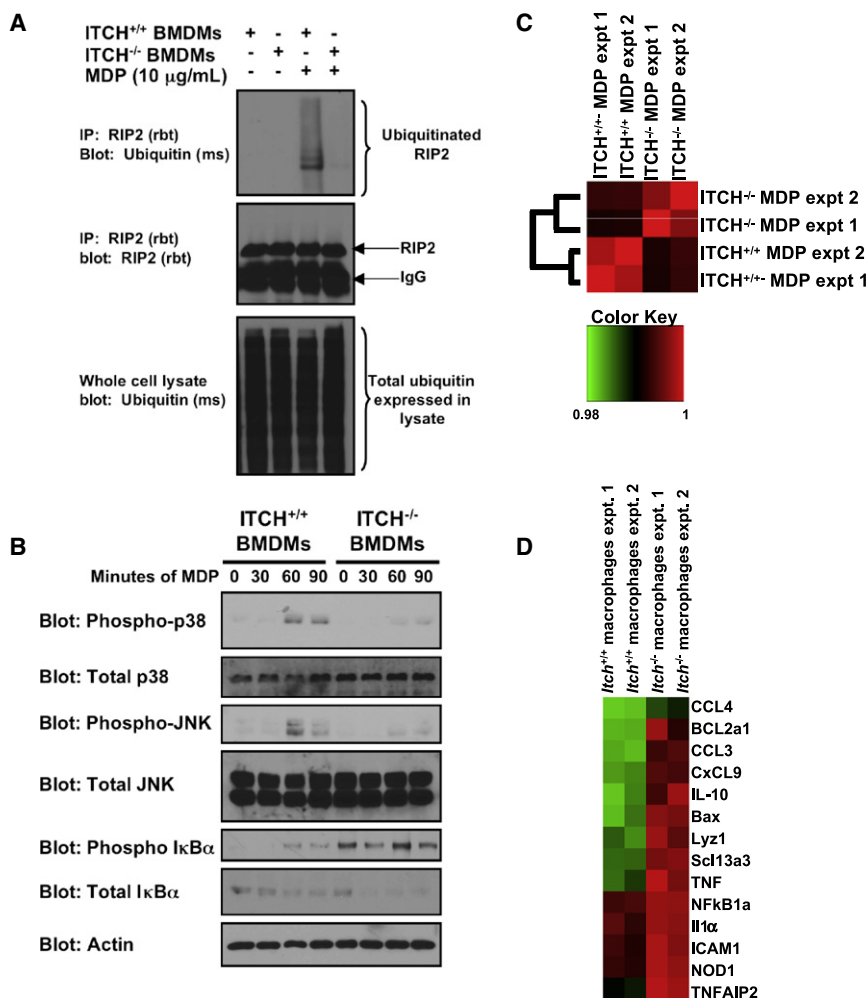 A
ITCH+/+ BMDMs + - + -
ITCH-/- BMDMs - + - +
MDP (10 µg/mL) - - + +
IP: RIP2 (rbt)
Blot: Ubiquitin (ms)
Ubiquitinated
RIP2
IP: RIP2 (rbt)
blot: RIP2 (rbt)
RIP2
IgG
Whole cell lysate
blot: Ubiquitin (ms)
Total ubiquitin
expressed in
lysate
B
ITCH+/+
BMDMs
ITCH-/-
BMDMs
Minutes of MDP 0 30 60 90 0 30 60 90
Blot: Phospho-p38
Blot: Total p38
Blot: Phospho-JNK
Blot: Total JNK
Blot: Phospho IκBα
Blot: Total IκBα
Blot: Actin
C
ITCH+/+- MDP expt 1
ITCH+/+ MDP expt 2
ITCH-/- MDP expt 1
ITCH-/- MDP expt 2
ITCH-/- MDP expt 2
ITCH-/- MDP expt 1
ITCH+/+ MDP expt 2
ITCH+/+- MDP expt 1
Color Key
0.98 1
D
Itch+/+ macrophages expt. 1
Itch+/+ macrophages expt. 2
Itch-/- macrophages expt. 1
Itch-/- macrophages expt. 2
CCL4
BCL2a1
CCL3
CxCL9
IL-10
Bax
Lyz1
Scl13a3
TNF
NFkB1a
Il1α
ICAM1
NOD1
TNFAIP2